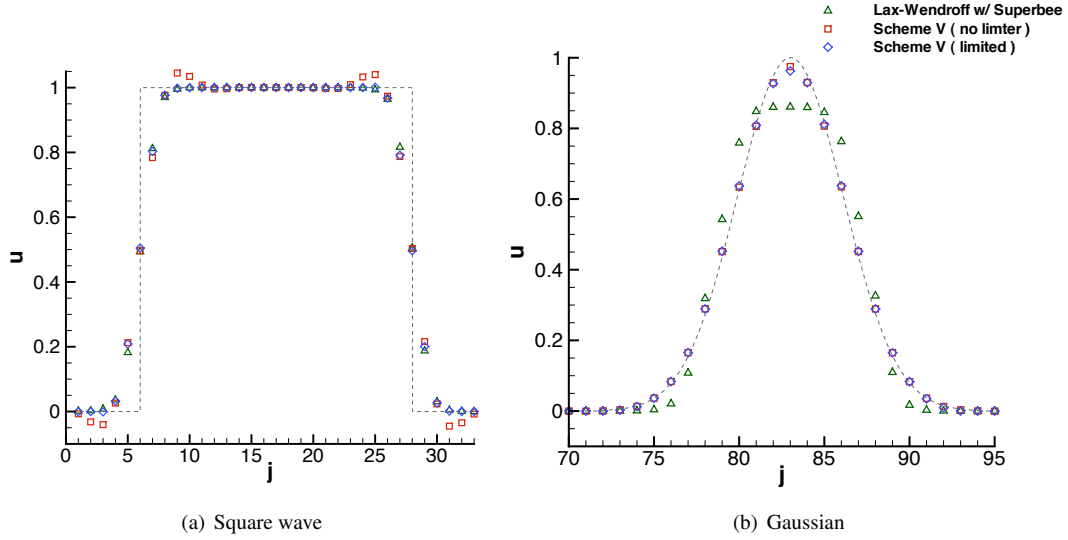 Lax-Wendroff w/ Superbee
Scheme V ( no limter )
Scheme V ( limited )
u
1
0.8
0.6
0.4
0.2
0
0 5 10 15 20 25 30
j
(a) Square wave
u
1
0.8
0.6
0.4
0.2
0
70 75 80 85 90 95
j
(b) Gaussian